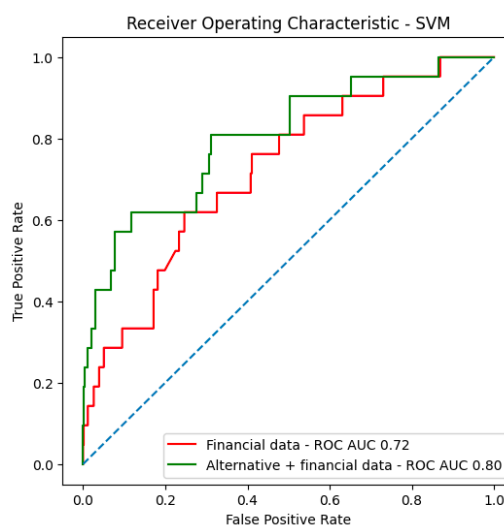 Receiver Operating Characteristic - SVM
True Positive Rate
1.0
0.8
0.6
0.4
0.2
0.0
Financial data - ROC AUC 0.72
Alternative + financial data - ROC AUC 0.80
0.0 0.2 0.4 0.6 0.8 1.0
False Positive Rate